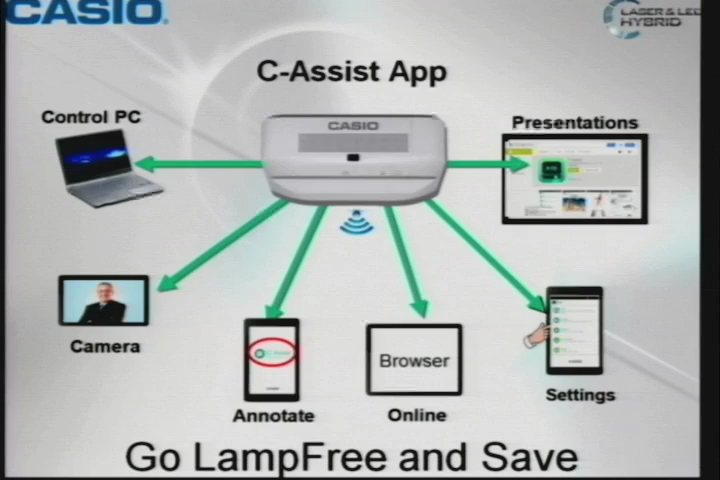 CASIO®
LASER & LED
HYBRID
C-Assist App
Control PC
CASIO
Presentations
Camera
Browser
Annotate
Online
Settings
Go LampFree and Save